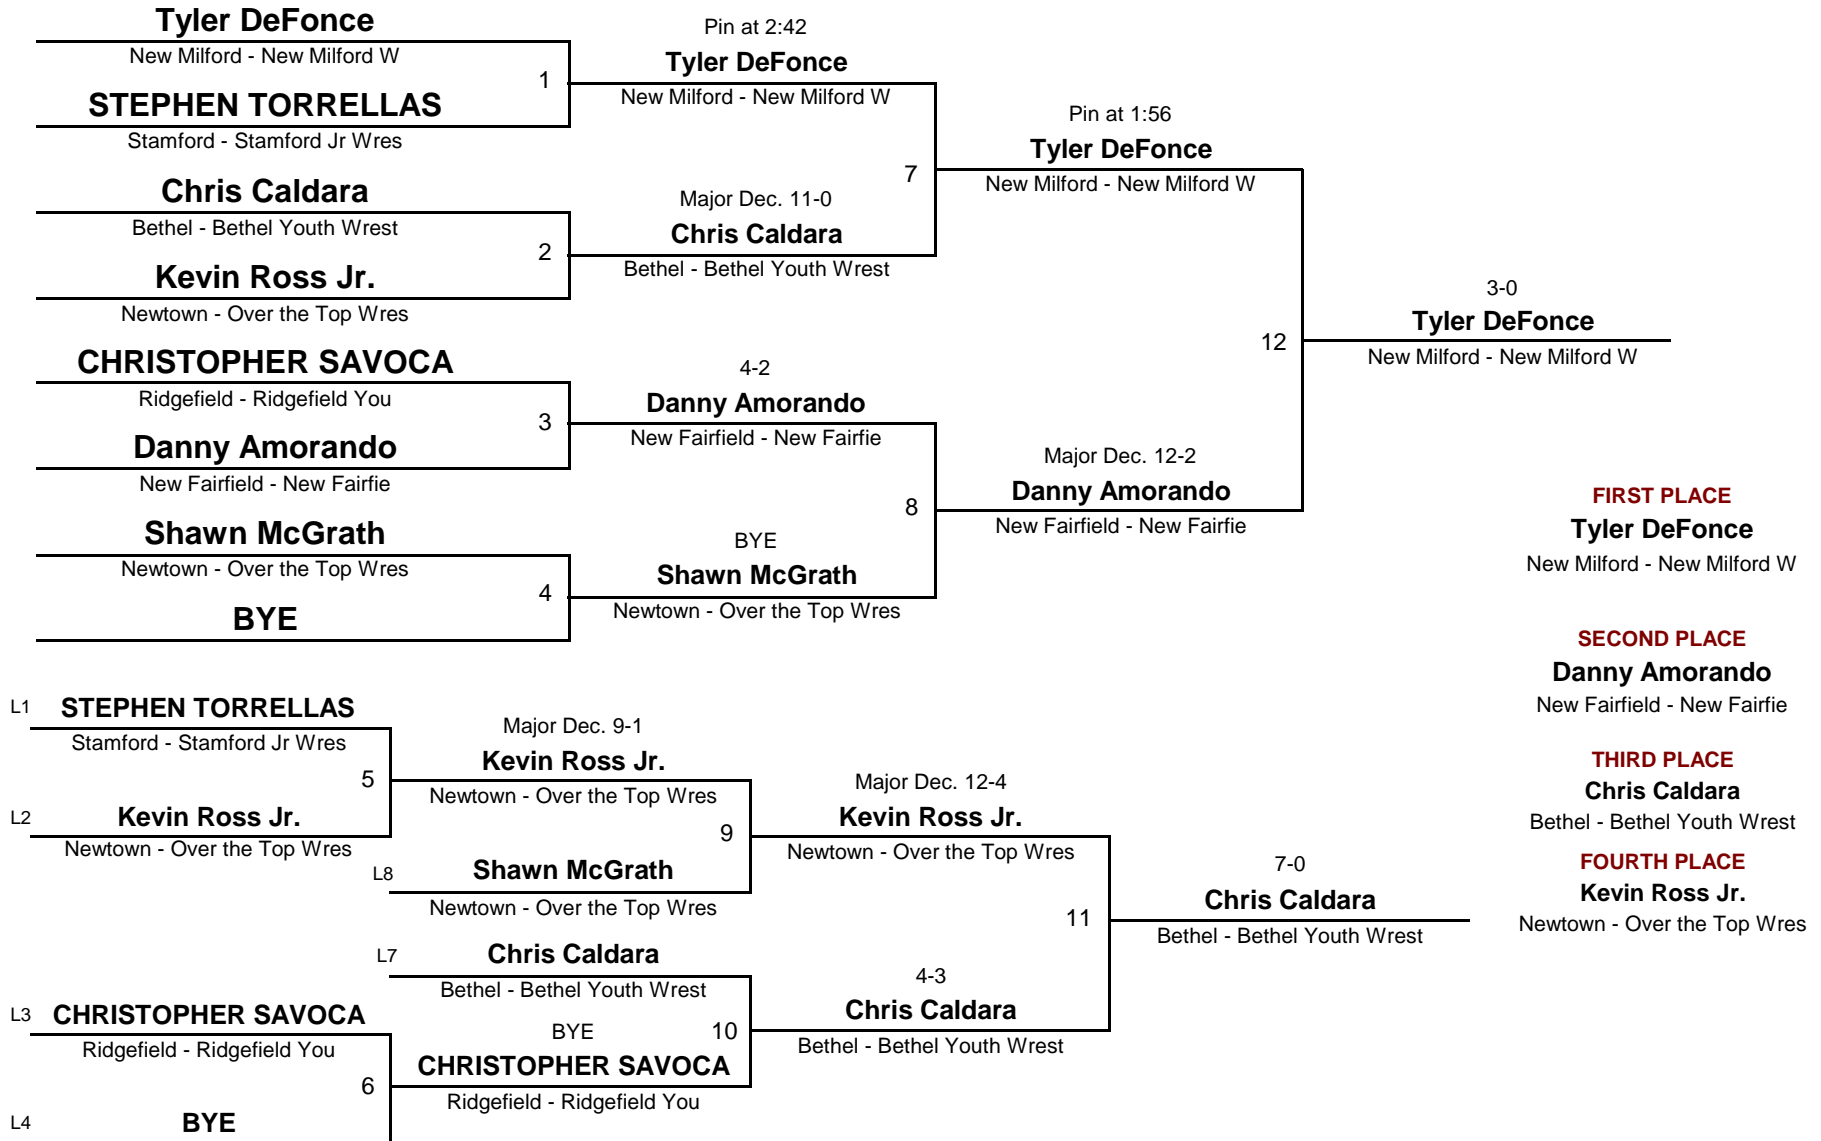 Tyler DeFonce
New Milford - New Milford W
1
STEPHEN TORRELLAS
Stamford - Stamford Jr Wres
Chris Caldara
Bethel - Bethel Youth Wrest
2
Kevin Ross Jr.
Newtown - Over the Top Wres
CHRISTOPHER SAVOCA
Ridgefield - Ridgefield You
3
Danny Amorando
New Fairfield - New Fairfie
Shawn McGrath
Newtown - Over the Top Wres
4
BYE
Pin at 2:42
Tyler DeFonce
New Milford - New Milford W
7
Major Dec. 11-0
Chris Caldara
Bethel - Bethel Youth Wrest
4-2
Danny Amorando
New Fairfield - New Fairfie
8
BYE
Shawn McGrath
Newtown - Over the Top Wres
Pin at 1:56
Tyler DeFonce
New Milford - New Milford W
12
Major Dec. 12-2
Danny Amorando
New Fairfield - New Fairfie
3-0
Tyler DeFonce
New Milford - New Milford W
FIRST PLACE
Tyler DeFonce
New Milford - New Milford W
SECOND PLACE
Danny Amorando
New Fairfield - New Fairfie
THIRD PLACE
Chris Caldara
Bethel - Bethel Youth Wrest
FOURTH PLACE
Kevin Ross Jr.
Newtown - Over the Top Wres
L1 STEPHEN TORRELLAS
Stamford - Stamford Jr Wres
5
L2 Kevin Ross Jr.
Newtown - Over the Top Wres
L3 CHRISTOPHER SAVOCA
Ridgefield - Ridgefield You
6
L4 BYE
Major Dec. 9-1
Kevin Ross Jr.
Newtown - Over the Top Wres
9
L8 Shawn McGrath
Newtown - Over the Top Wres
L7 Chris Caldara
Bethel - Bethel Youth Wrest
BYE
10
CHRISTOPHER SAVOCA
Ridgefield - Ridgefield You
Major Dec. 12-4
Kevin Ross Jr.
Newtown - Over the Top Wres
11
4-3
Chris Caldara
Bethel - Bethel Youth Wrest
7-0
Chris Caldara
Bethel - Bethel Youth Wrest